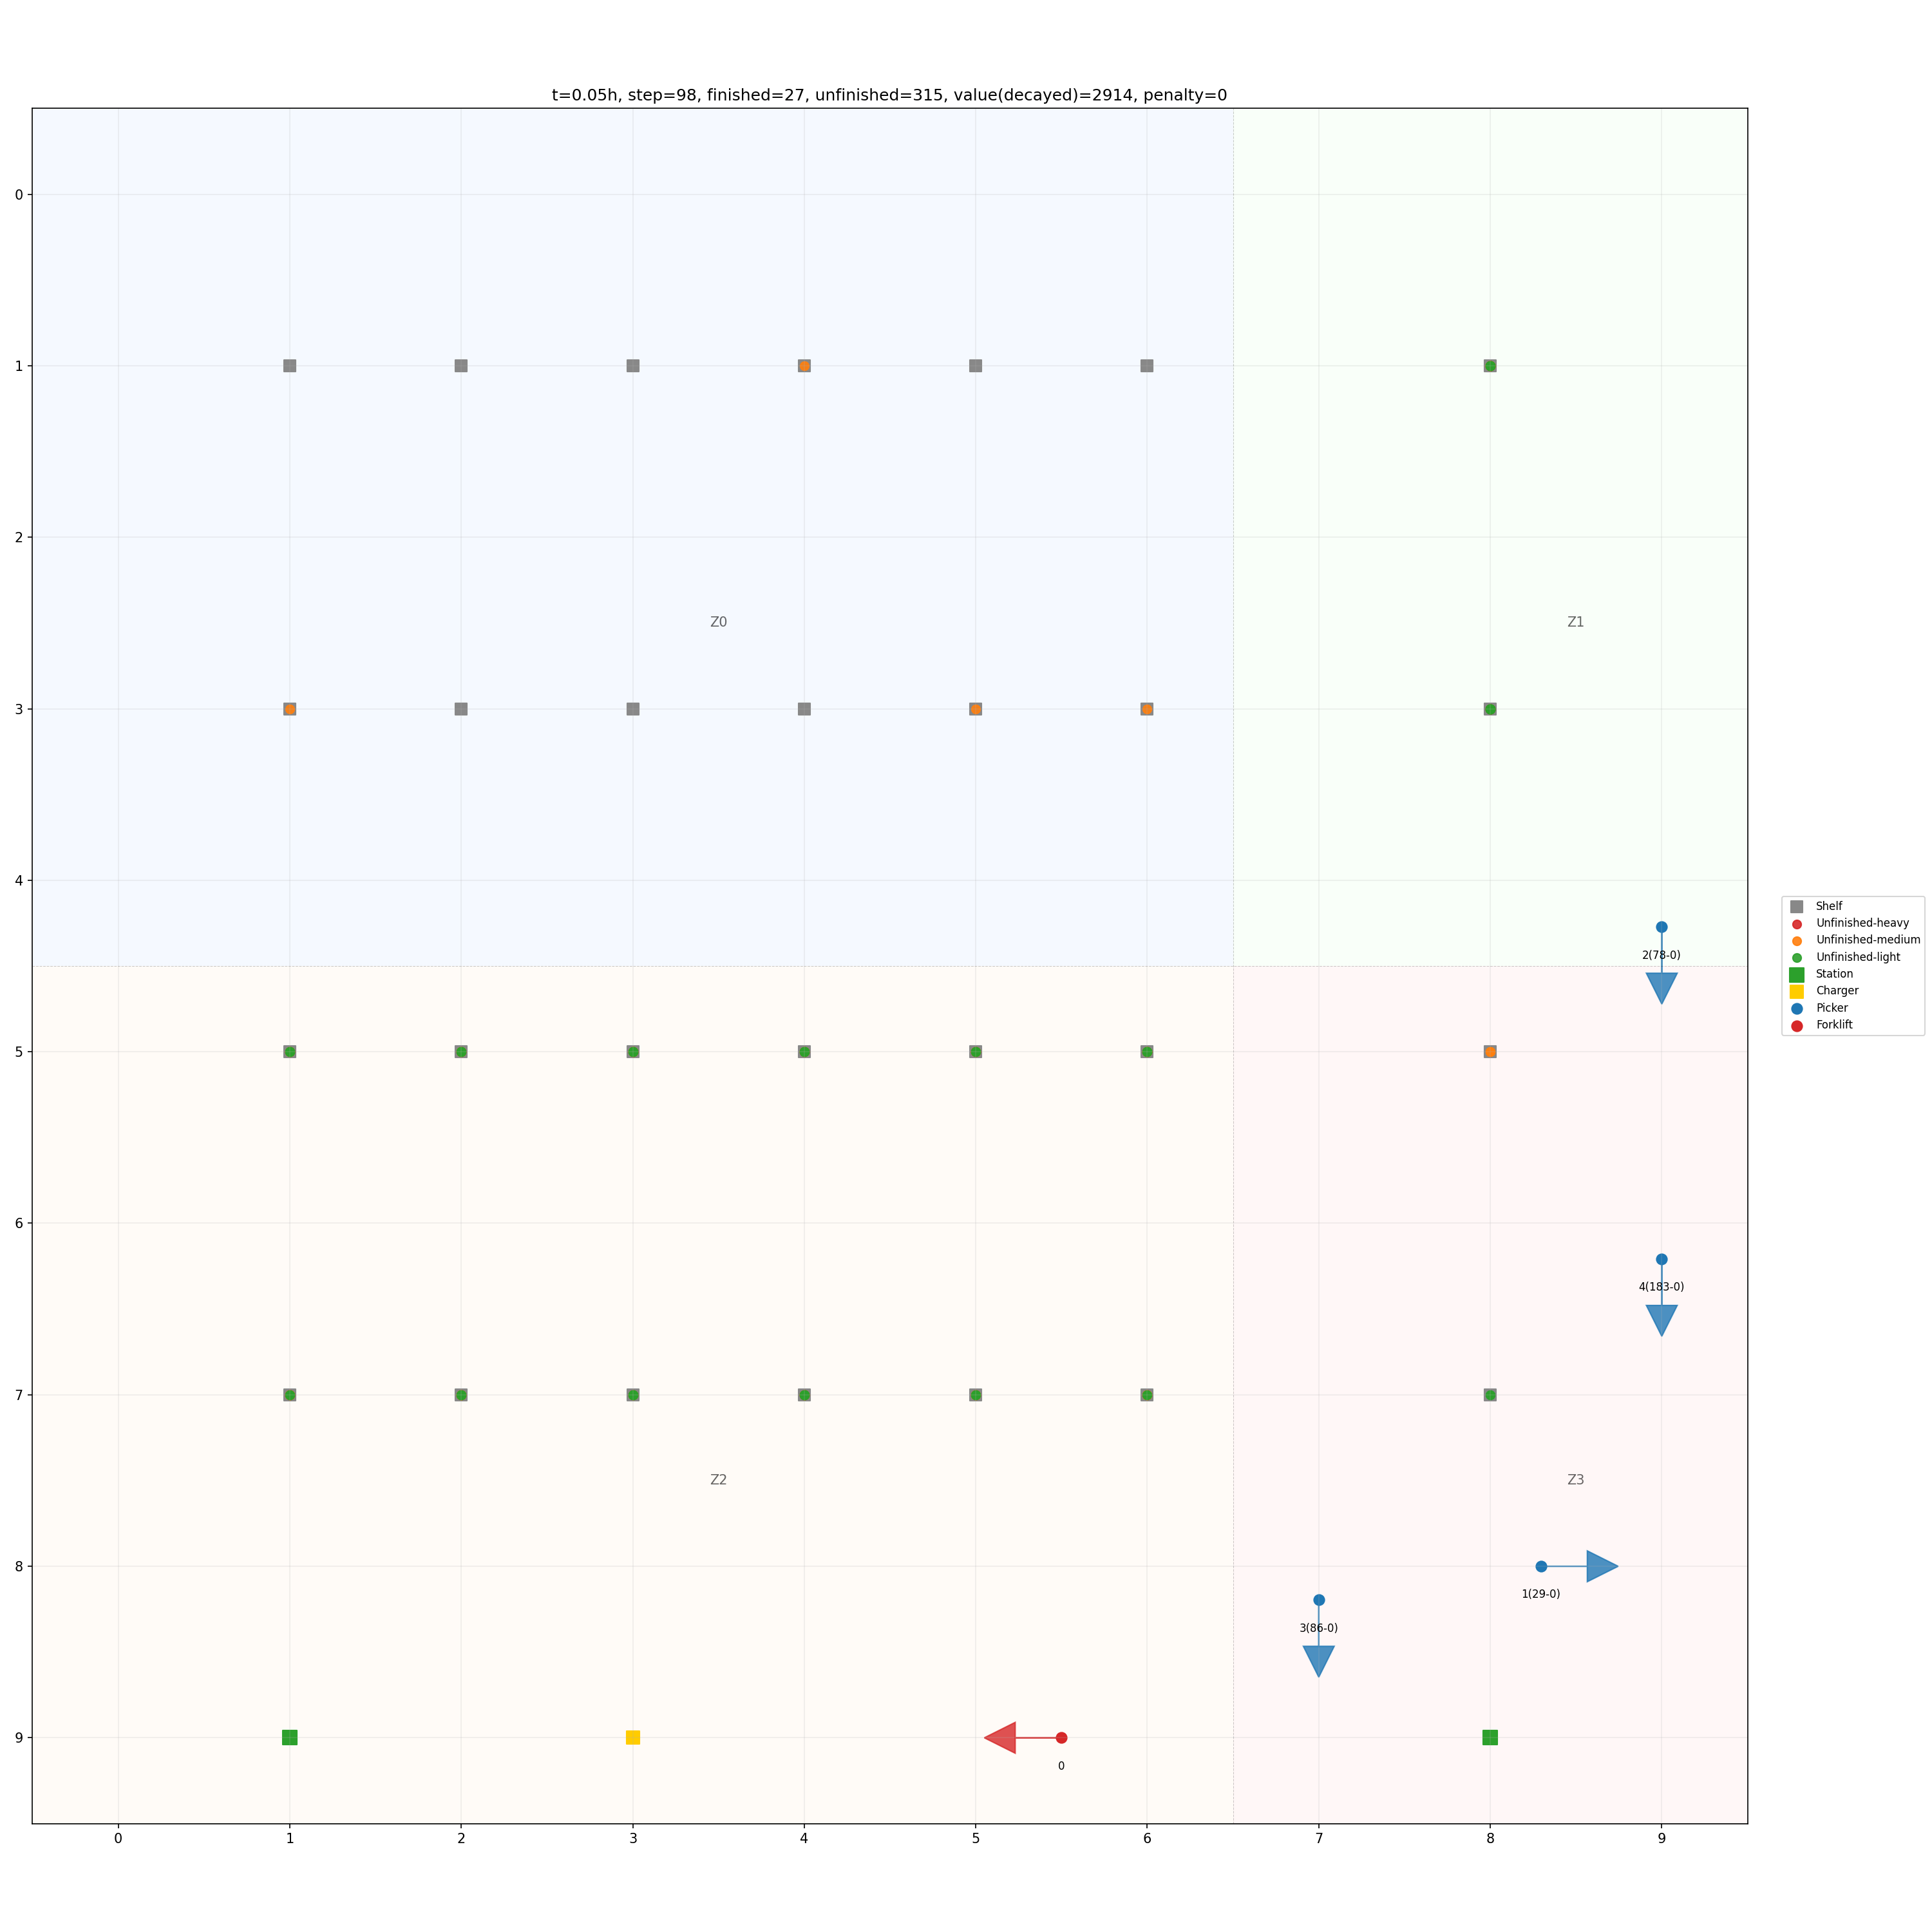 t=0.05h, step=98, finished=27, unfinished=315, value(decayed)=2914, penalty=0
0
1
2
Z0
Z1
3
4
2(78-0)
Shelf
Unfinished-heavy
Unfinished-medium
Unfinished-light
Station
Charger
Picker
Forklift
5
6
4(183-0)
7
Z2
Z3
8
1(29-0)
3(86-0)
9
0
0 1 2 3 4 5 6 7 8 9